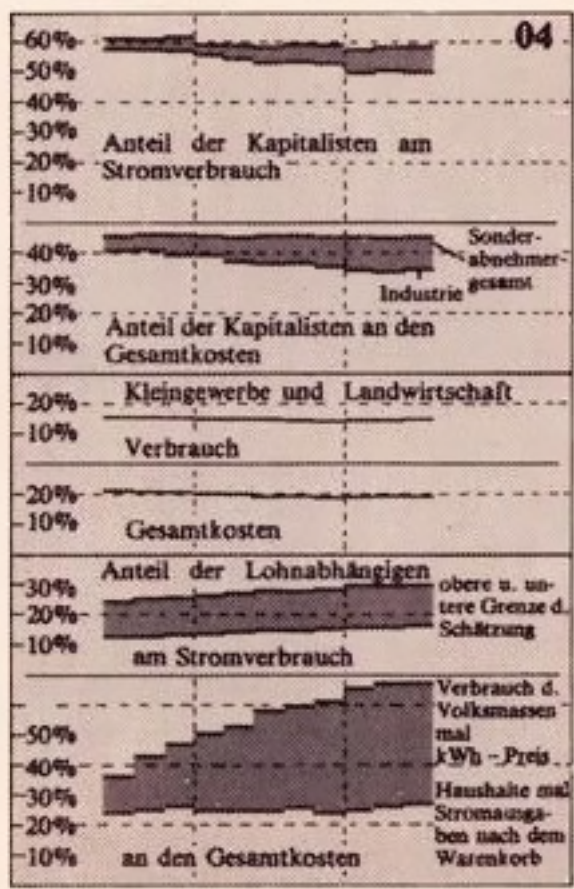 04
60%
50%
40%
30%
20%
10%
Anteil der Kapitalisten am
Stromverbrauch
40%
30%
20%
10%
Sonder-
abnehmer-
gesamt
Industrie
Anteil der Kapitalisten an den
Gesamtkosten
20%
10%
Kleingewerbe und Landwirtschaft
Verbrauch
20%
10%
Gesamtkosten
Anteil der Lohnabhängigen
30%
20%
10%
obere u. un-
tere Grenze d.
Schätzung
am Stromverbrauch
50%
40%
30%
20%
10%
Verbrauch d.
Volksmassen
mal
kWh - Preis
Haushalte mal
Stromausga-
ben nach dem
Warenkorb
an den Gesamtkosten